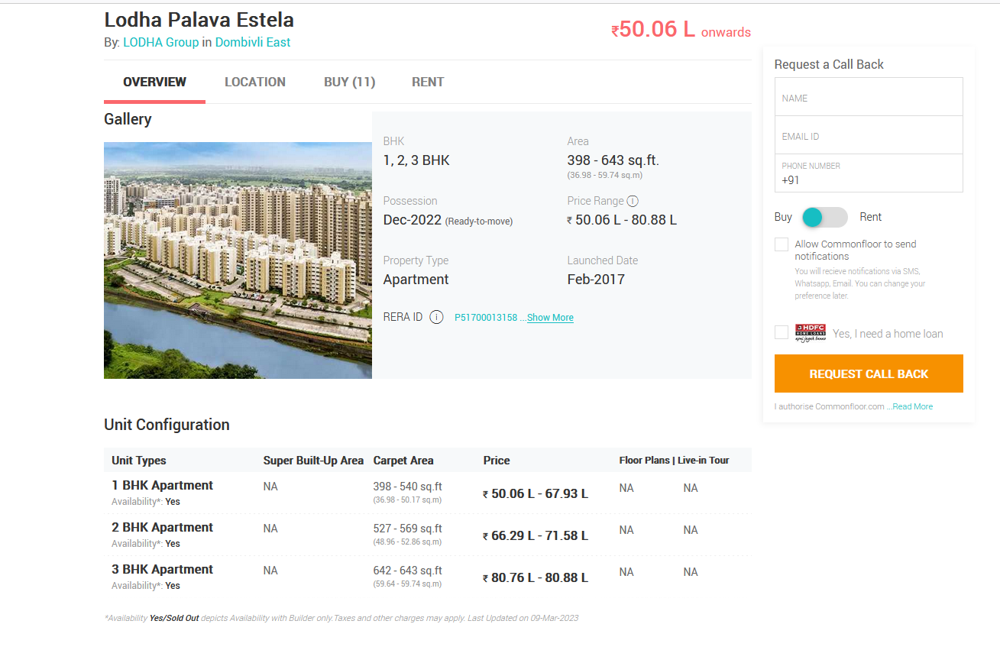 Lodha Palava Estela
By: LODHA Group in Dombivli East
₹50.06 L onwards
OVERVIEW LOCATION BUY (11) RENT
Gallery
BHK
1, 2, 3 BHK
Area
398 - 643 sq.ft.
(36.98 - 59.74 sq.m)
Possession
Dec-2022 (Ready-to-move)
Price Range i
₹ 50.06 L - 80.88 L
Property Type
Apartment
Launched Date
Feb-2017
RERA ID i P51700013158 ...Show More
Unit Configuration
Unit Types Super Built-Up Area Carpet Area Price Floor Plans | Live-in Tour
1 BHK Apartment NA 398 - 540 sq.ft ₹ 50.06 L - 67.93 L NA NA
Availability*: Yes (36.98 - 50.17 sq.m)
2 BHK Apartment NA 527 - 569 sq.ft ₹ 66.29 L - 71.58 L NA NA
Availability*: Yes (48.96 - 52.86 sq.m)
3 BHK Apartment NA 642 - 643 sq.ft ₹ 80.76 L - 80.88 L NA NA
Availability*: Yes (59.64 - 59.74 sq.m)
*Availability Yes/Sold Out depicts Availability with Builder only.Taxes and other charges may apply. Last Updated on 09-Mar-2023
Request a Call Back
NAME
EMAIL ID
PHONE NUMBER
+91
Buy Rent
Allow Commonfloor to send
notifications
You will recieve notifications via SMS,
Whatsapp, Email. You can change your
preference later.
HDFC
HOME LOANS
Yes, I need a home loan
REQUEST CALL BACK
I authorise Commonfloor.com ...Read More